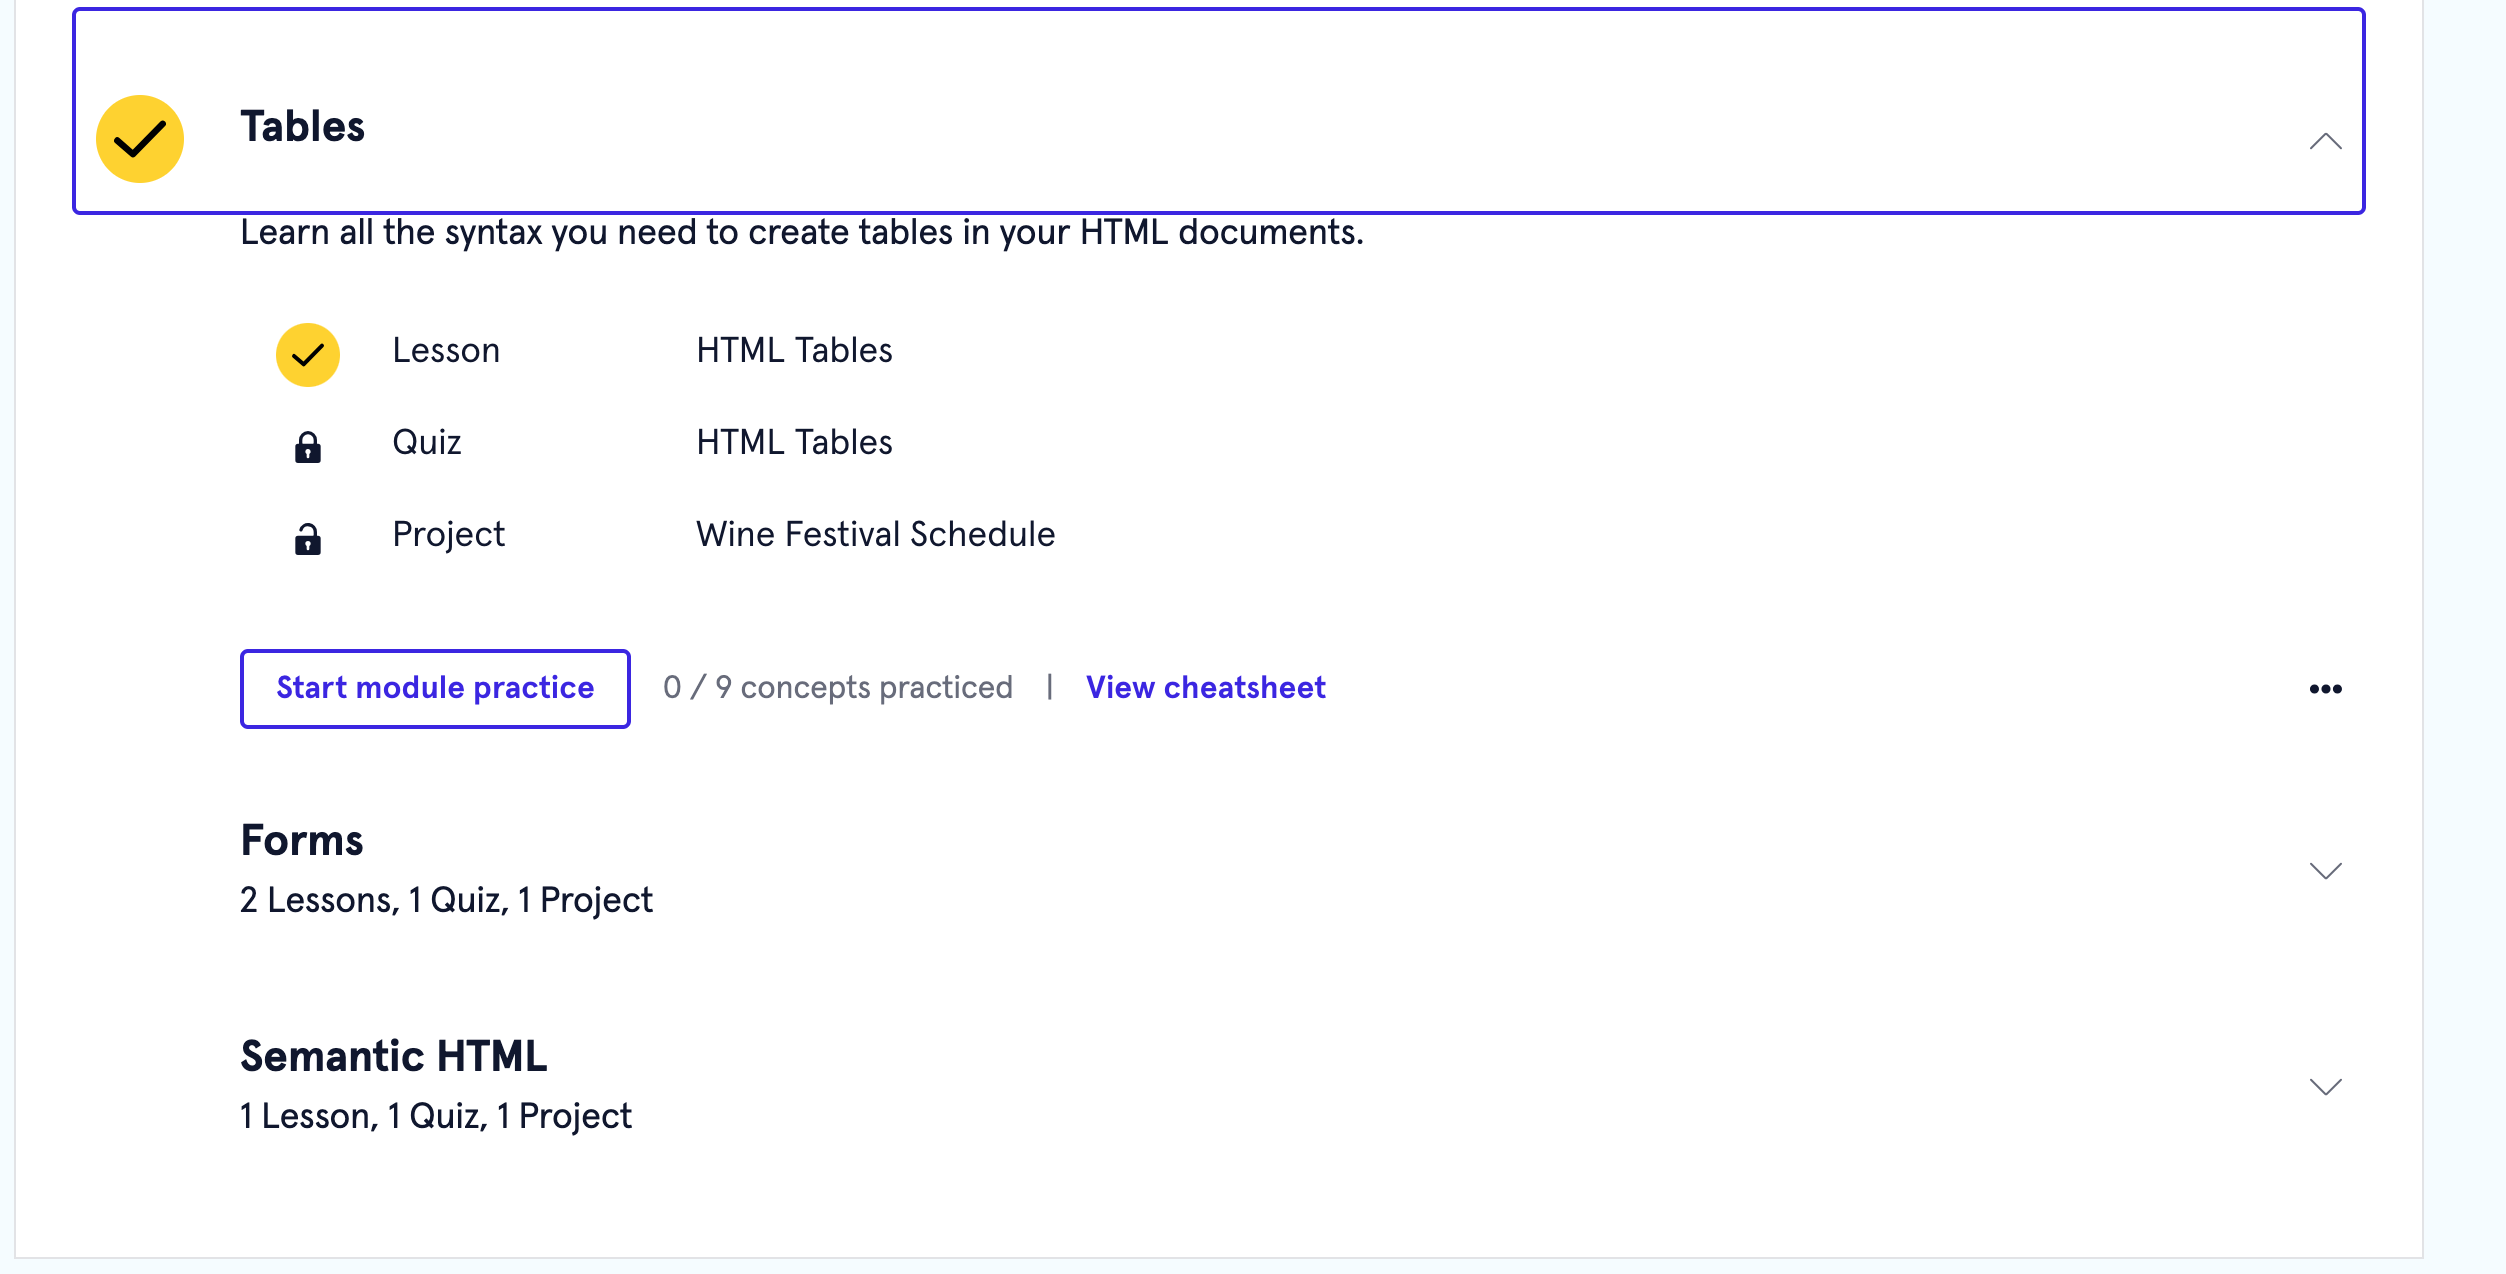 Tables
Learn all the syntax you need to create tables in your HTML documents.
Lesson HTML Tables
Quiz HTML Tables
Project Wine Festival Schedule
Start module practice 0 / 9 concepts practiced | View cheatsheet
Forms
2 Lessons, 1 Quiz, 1 Project
Semantic HTML
1 Lesson, 1 Quiz, 1 Project